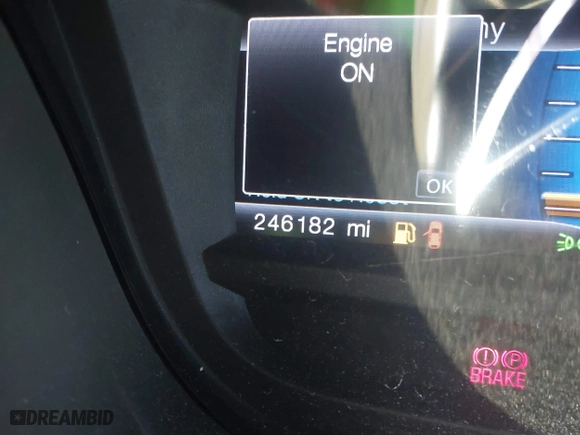 Engine
ON
OK
246182 mi
BRAKE
DREAMBID